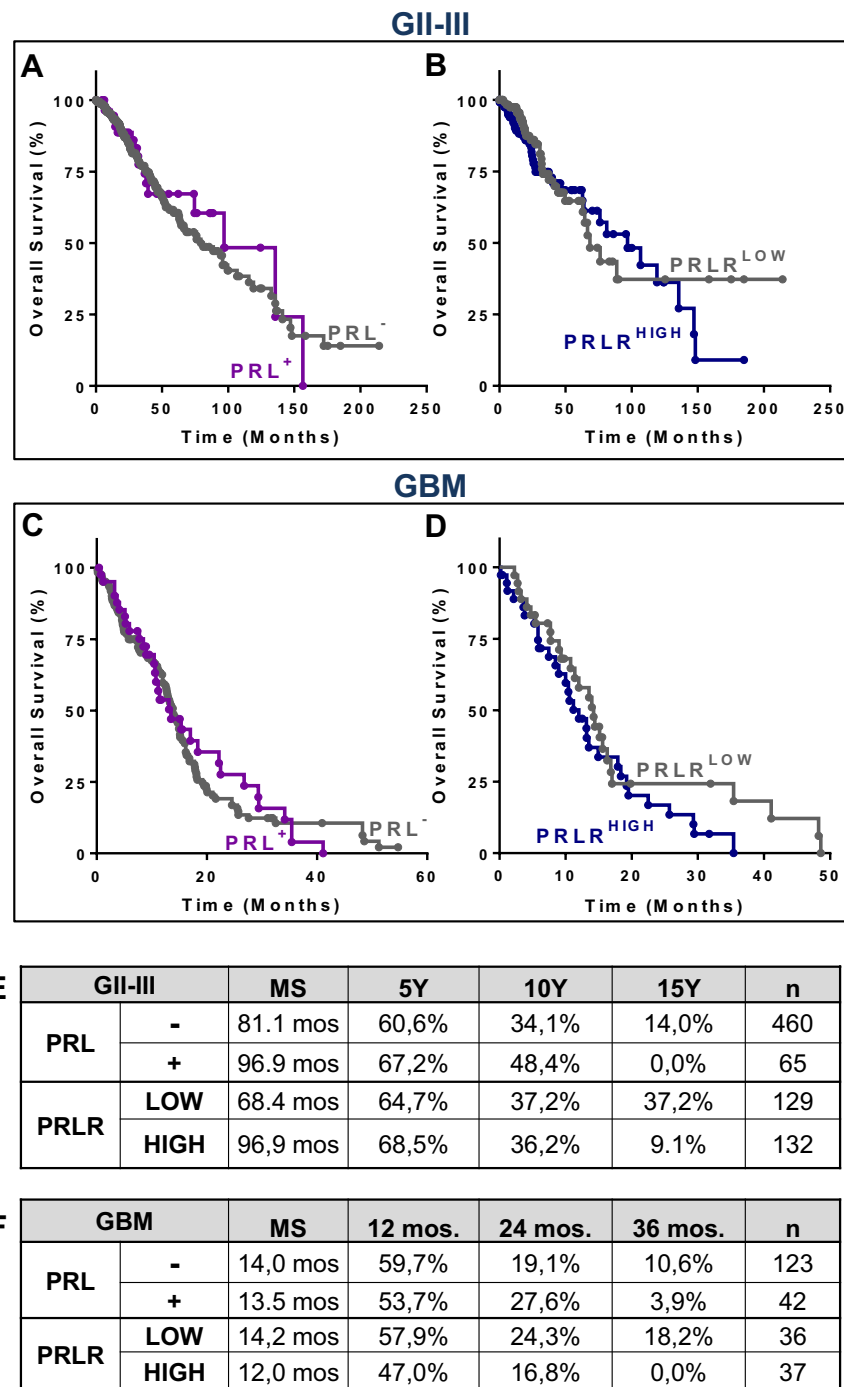 GII-III
A
B
100
75
50
25
0
Overall Survival (%)
PRL-
PRL+
0 50 100 150 200 250
Time (Months)
100
75
50
25
0
Overall Survival (%)
PRLR LOW
PRLR HIGH
0 50 100 150 200 250
Time (Months)
GBM
C
D
100
75
50
25
0
Overall Survival (%)
PRL+
PRL-
0 20 40 60
Time (Months)
100
75
50
25
0
Overall Survival (%)
PRLR LOW
PRLR HIGH
0 10 20 30 40 50
Time (Months)
E
GII-III MS 5Y 10Y 15Y n
PRL - 81.1 mos 60,6% 34,1% 14,0% 460
+ 96.9 mos 67,2% 48,4% 0,0% 65
PRLR LOW 68.4 mos 64,7% 37,2% 37,2% 129
HIGH 96,9 mos 68,5% 36,2% 9.1% 132
F
GBM MS 12 mos. 24 mos. 36 mos. n
PRL - 14,0 mos 59,7% 19,1% 10,6% 123
+ 13.5 mos 53,7% 27,6% 3,9% 42
PRLR LOW 14,2 mos 57,9% 24,3% 18,2% 36
HIGH 12,0 mos 47,0% 16,8% 0,0% 37